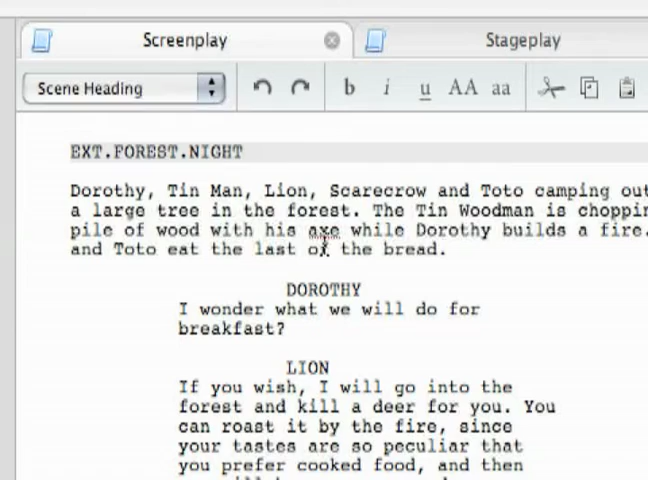 Screenplay
Stageplay
Scene Heading
b i u AA aa
EXT.FOREST.NIGHT
Dorothy, Tin Man, Lion, Scarecrow and Toto camping out
a large tree in the forest. The Tin Woodman is
pile of wood with his axe while Dorothy builds a fire.
and Toto eat the last of the bread.
DOROTHY
I wonder what we will do for
breakfast?
LION
If you wish, I will go into the
forest and kill a deer for you. You
can roast it by the fire, since
your tastes are so peculiar that
you prefer cooked food, and then